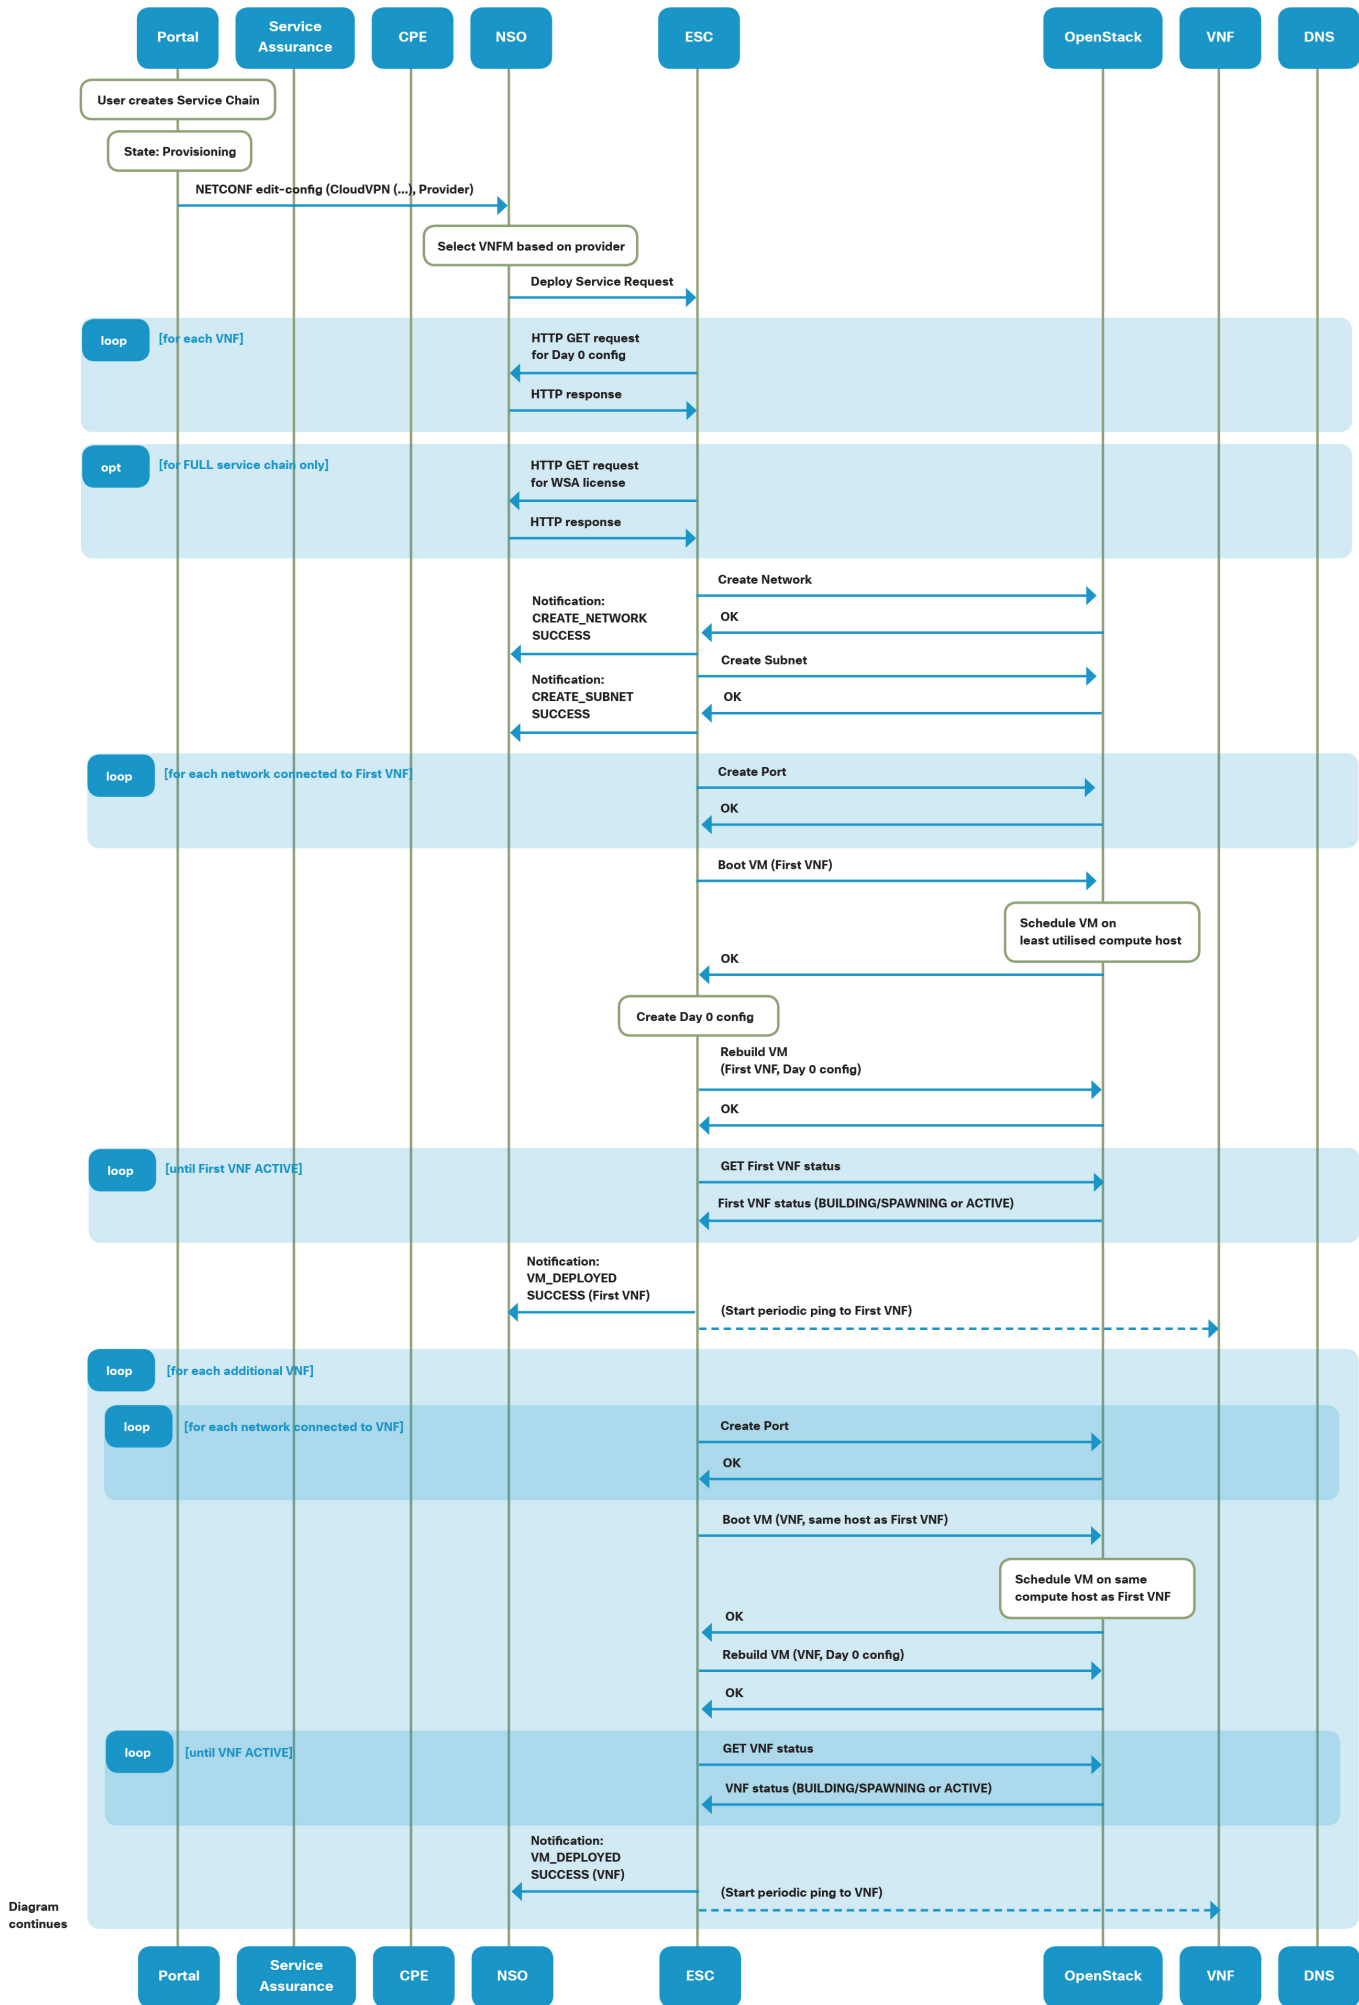 Portal
Service
Assurance
CPE
NSO
ESC
OpenStack
VNF
DNS
User creates Service Chain
State: Provisioning
NETCONF edit-config (CloudVPN (...), Provider)
Select VNFM based on provider
Deploy Service Request
loop
[for each VNF]
HTTP GET request
for Day 0 config
HTTP response
opt
[for FULL service chain only]
HTTP GET request
for WSA license
HTTP response
Create Network
Notification:
CREATE_NETWORK
SUCCESS
OK
Create Subnet
Notification:
CREATE_SUBNET
SUCCESS
OK
loop
[for each network connected to First VNF]
Create Port
OK
Boot VM (First VNF)
Schedule VM on
least utilised compute host
OK
Create Day 0 config
Rebuild VM
(First VNF, Day 0 config)
OK
loop
[until First VNF ACTIVE]
GET First VNF status
First VNF status (BUILDING/SPAWNING or ACTIVE)
Notification:
VM_DEPLOYED
SUCCESS (First VNF)
(Start periodic ping to First VNF)
loop
[for each additional VNF]
loop
[for each network connected to VNF]
Create Port
OK
Boot VM (VNF, same host as First VNF)
Schedule VM on same
compute host as First VNF
OK
Rebuild VM (VNF, Day 0 config)
OK
loop
[until VNF ACTIVE]
GET VNF status
VNF status (BUILDING/SPAWNING or ACTIVE)
Notification:
VM_DEPLOYED
SUCCESS (VNF)
(Start periodic ping to VNF)
Diagram
continues
Portal
Service
Assurance
CPE
NSO
ESC
OpenStack
VNF
DNS